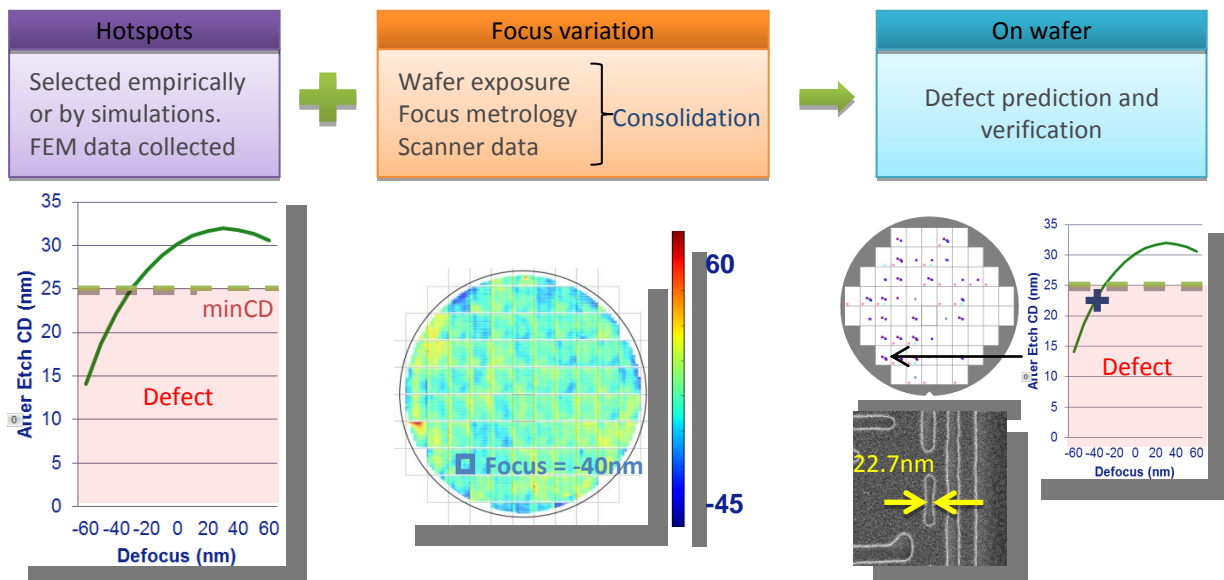 Hotspots
Selected empirically
or by simulations.
FEM data collected
Focus variation
Wafer exposure
Focus metrology
Scanner data
Consolidation
On wafer
Defect prediction and
verification
After Etch CD (nm)
35
30
25
20
15
10
5
0
0
minCD
Defect
-60 -40 -20 0 20 40 60
Defocus (nm)
60
-45
Focus = -40nm
22.7nm
After Etch CD (nm)
35
30
25
20
15
10
5
0
0
Defect
-60 -40 -20 0 20 40 60
Defocus (nm)